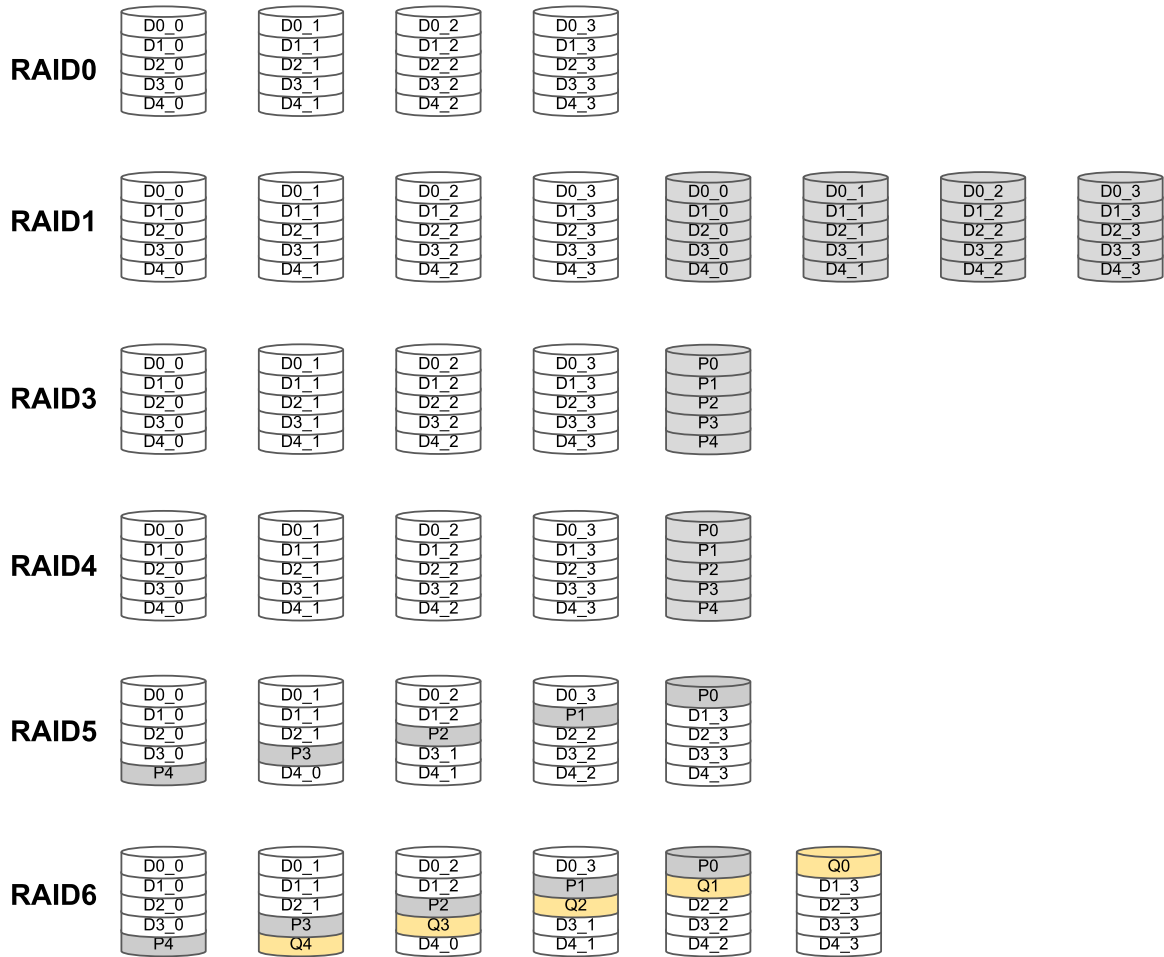 D0_0 D0_1 D0_2 D0_3
D1_0 D1_1 D1_2 D1_3
RAID0 D2_0 D2_1 D2_2 D2_3
D3_0 D3_1 D3_2 D3_3
D4_0 D4_1 D4_2 D4_3
D0_0 D0_1 D0_2 D0_3 D0_0 D0_1 D0_2 D0_3
D1_0 D1_1 D1_2 D1_3 D1_0 D1_1 D1_2 D1_3
RAID1 D2_0 D2_1 D2_2 D2_3 D2_0 D2_1 D2_2 D2_3
D3_0 D3_1 D3_2 D3_3 D3_0 D3_1 D3_2 D3_3
D4_0 D4_1 D4_2 D4_3 D4_0 D4_1 D4_2 D4_3
D0_0 D0_1 D0_2 D0_3 P0
D1_0 D1_1 D1_2 D1_3 P1
RAID3 D2_0 D2_1 D2_2 D2_3 P2
D3_0 D3_1 D3_2 D3_3 P3
D4_0 D4_1 D4_2 D4_3 P4
D0_0 D0_1 D0_2 D0_3 P0
D1_0 D1_1 D1_2 D1_3 P1
RAID4 D2_0 D2_1 D2_2 D2_3 P2
D3_0 D3_1 D3_2 D3_3 P3
D4_0 D4_1 D4_2 D4_3 P4
D0_0 D0_1 D0_2 D0_3 P0
D1_0 D1_1 D1_2 P1 D1_3
RAID5 D2_0 D2_1 P2 D2_2 D2_3
D3_0 P3 D3_1 D3_2 D3_3
P4 D4_0 D4_1 D4_2 D4_3
D0_0 D0_1 D0_2 D0_3 P0 Q0
D1_0 D1_1 D1_2 P1 Q1 D1_3
RAID6 D2_0 D2_1 P2 Q2 D2_2 D2_3
D3_0 P3 Q3 D3_1 D3_2 D3_3
P4 Q4 D4_0 D4_1 D4_2 D4_3